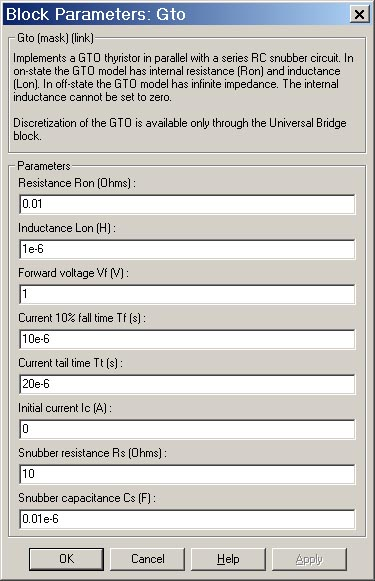 Block Parameters: Gto
Gto (mask) (link)
Implements a GTO thyristor in parallel with a series RC snubber circuit. In
on-state the GTO model has internal resistance (Ron) and inductance
(Lon). In off-state the GTO model has infinite impedance. The internal
inductance cannot be set to zero.
Discretization of the GTO is available only through the Universal Bridge
block.
Parameters
Resistance Ron (Ohms) :
0.01
Inductance Lon (H) :
1e-6
Forward voltage Vf (V) :
1
Current 10% fall time Tf (s) :
10e-6
Current tail time Tt (s) :
20e-6
Initial current Ic (A) :
0
Snubber resistance Rs (Ohms) :
10
Snubber capacitance Cs (F) :
0.01e-6
OK Cancel Help Apply